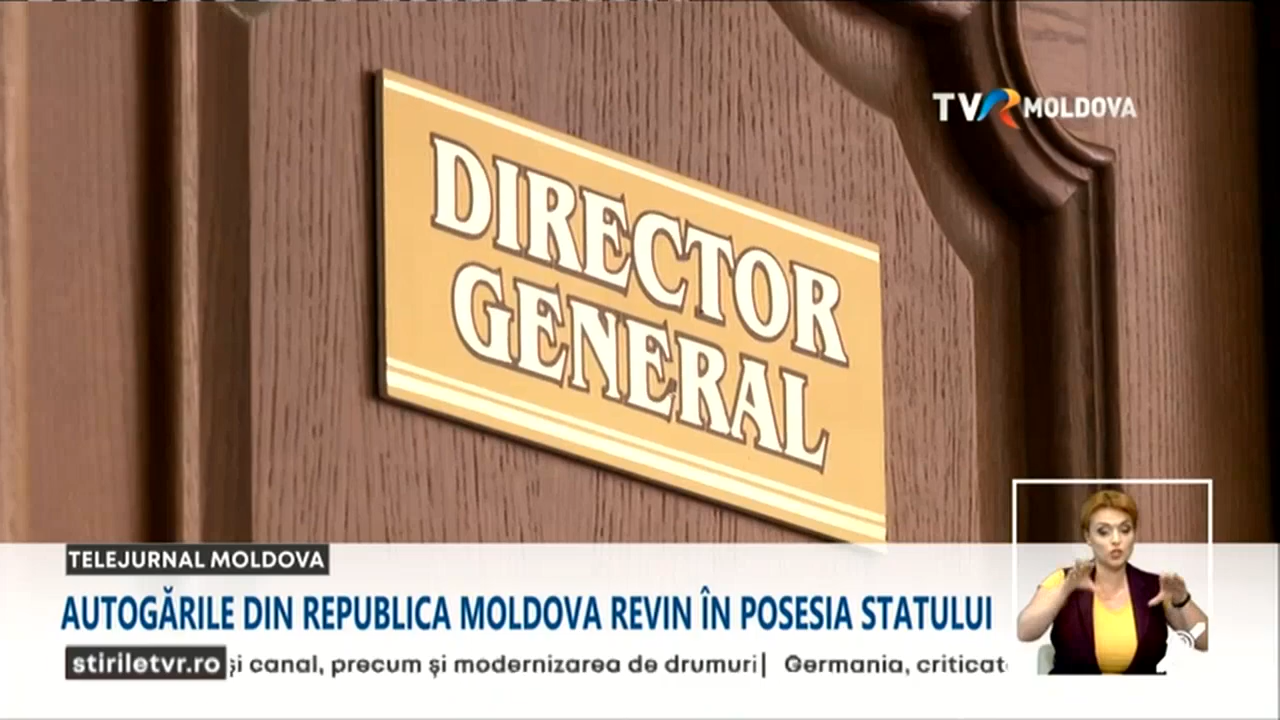 TVR MOLDOVA
DIRECTOR
GENERAL
TELEJURNAL MOLDOVA
AUTOGĂRILE DIN REPUBLICA MOLDOVA REVIN ÎN POSESIA STATULUI
stiriletvr.ro
și canal, precum și modernizarea de drumuri| Germania, criticat